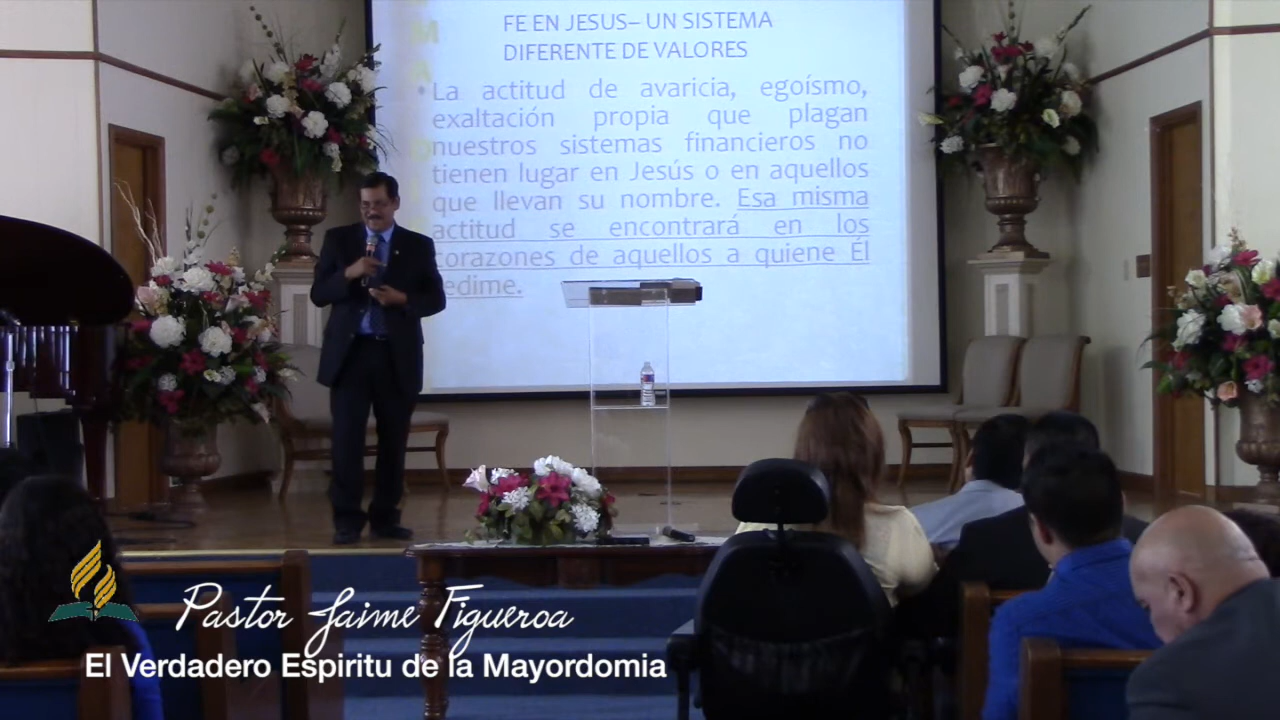 FE EN JESUS– UN SISTEMA
DIFERENTE DE VALORES
• La actitud de avaricia, egoísmo,
exaltación propia que plagan
nuestros sistemas financieros no
tienen lugar en Jesús o en aquellos
que llevan su nombre. Esa misma
actitud se encontrará en los
corazones de aquellos a quiene Él
edime.
Pastor Jaime Figueroa
El Verdadero Espiritu de la Mayordomia